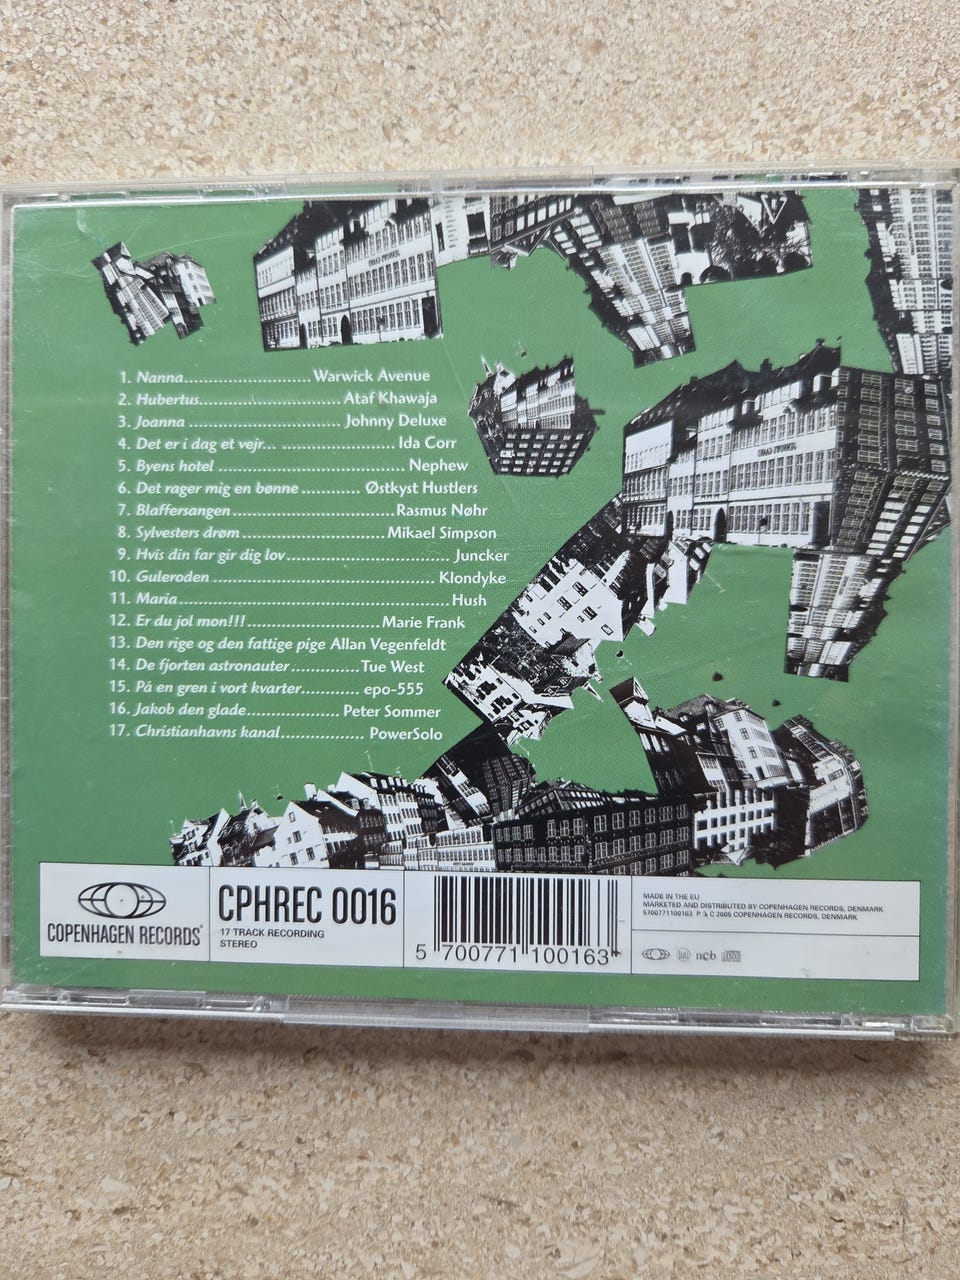 1. Nanna............................Warwick Avenue
2. Hubertus................................Ataf Khawaja
3. Joanna ...................................Johnny Deluxe
4. Det er i dag et vejr............................Ida Corr
5. Byens hotel .......................................... Nephew
6. Det rager mig en bønne ............. Østkyst Hustlers
7. Blaffersangen....................................Rasmus Nøhr
8. Sylvesters drøm................................Mikael Simpson
9. Hvis din far gir dig lov......................................Juncker
10. Guleroden ................................................. Klondyke
11. Maria............................................................Hush
12. Er du jol mon!!!..............................Marie Frank
13. Den rige og den fattige pige Allan Vegenfeldt
14. De fjorten astronauter...............Tue West
15. På en gren i vort kvarter............. epo-555
16. Jakob den glade..................... Peter Sommer
17. Christianhavns kanal.................. PowerSolo
COPENHAGEN RECORDS
CPHREC 0016
17 TRACK RECORDING
STEREO
5 700771 100163
MADE IN THE EU
MARKETED AND DISTRIBUTED BY COPENHAGEN RECORDS, DENMARK
5700771100163 P & C 2005 COPENHAGEN RECORDS, DENMARK
ncb